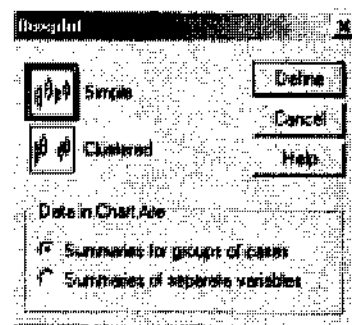 Boxplot
Simple
Clustered
Define
Cancel
Help
Data in Chart Are
Summaries for groups of cases
Summaries of separate variables